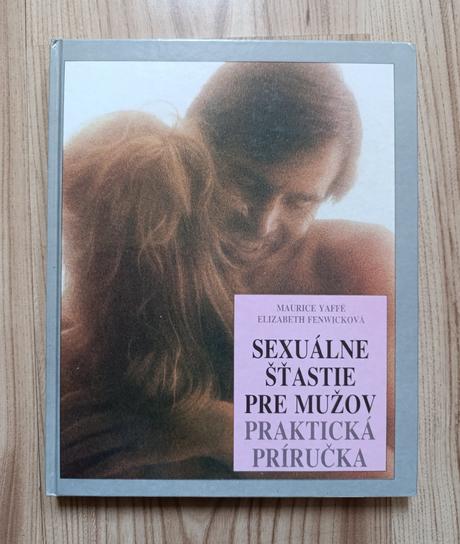 MAURICE YAFFÉ
ELIZABETH FENWICKOVÁ
SEXUÁLNE
ŠŤASTIE
PRE MUŽOV
PRAKTICKÁ
PRÍRUČKA